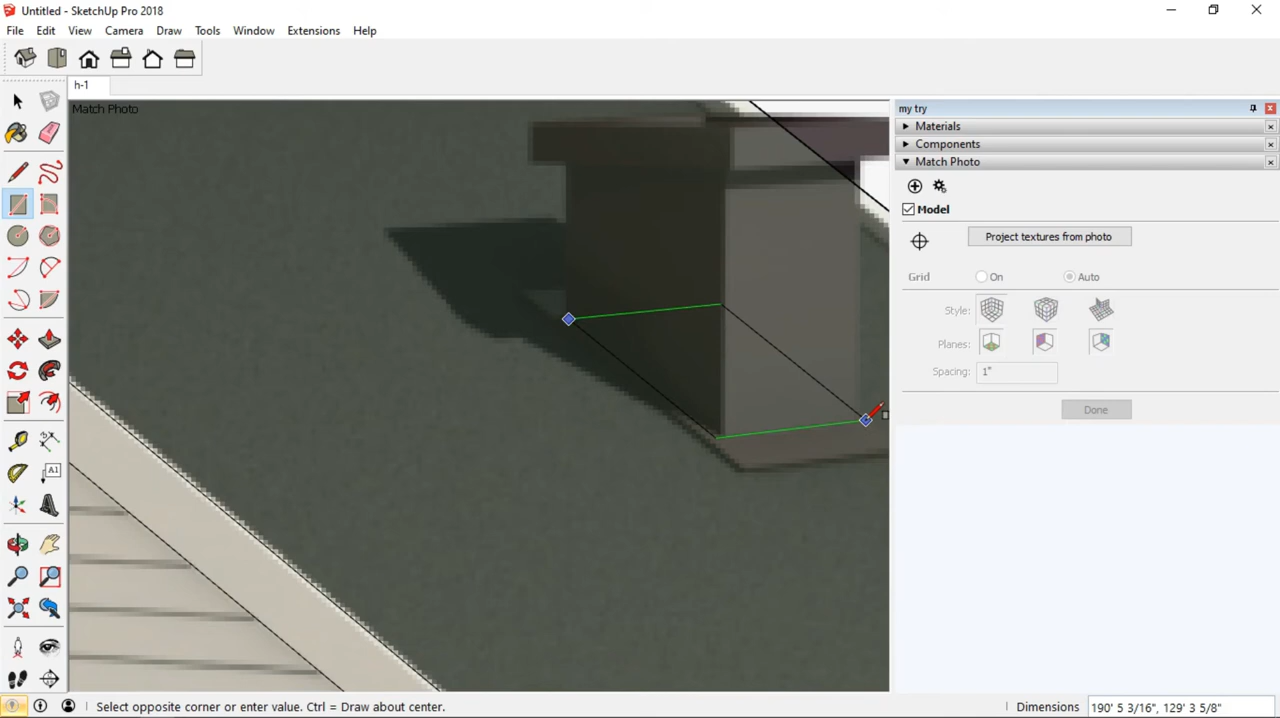 Untitled - SketchUp Pro 2018
File Edit View Camera Draw Tools Window Extensions Help
h-1
Match Photo
my try
Materials
Components
Match Photo
Model
Project textures from photo
Grid On Auto
Style:
Planes:
Spacing: 1"
Done
A1
A
Select opposite corner or enter value. Ctrl = Draw about center.
Dimensions 190' 5 3/16", 129' 3 5/8"